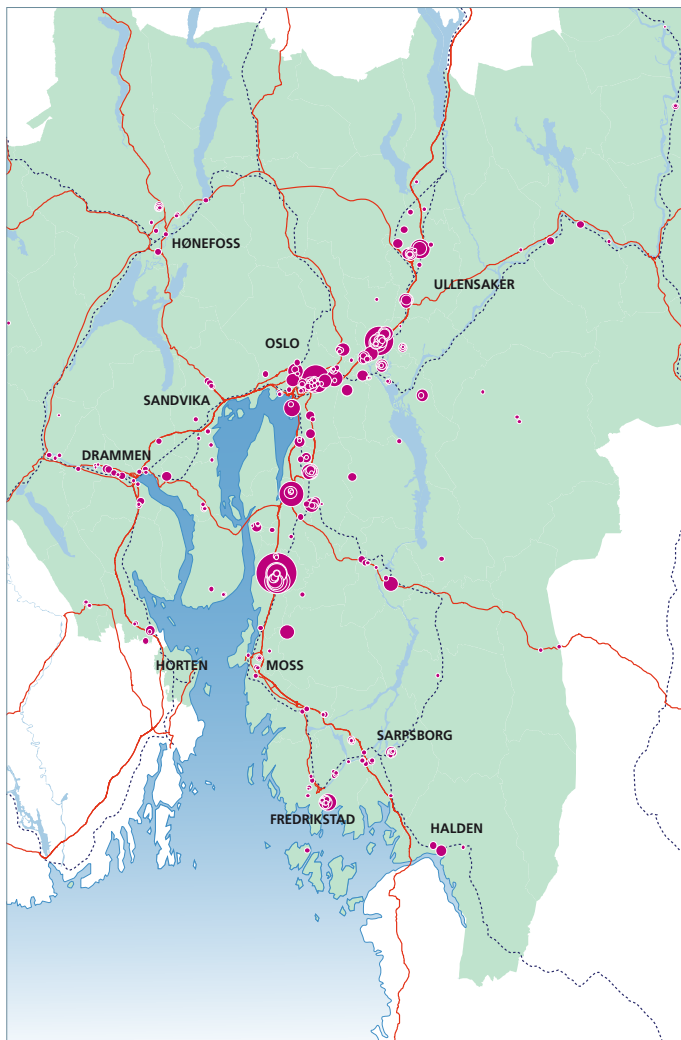 HØNEFOSS
ULLENSAKER
OSLO
SANDVIKA
DRAMMEN
HORTEN
MOSS
SARPSBORG
FREDRIKSTAD
HALDEN